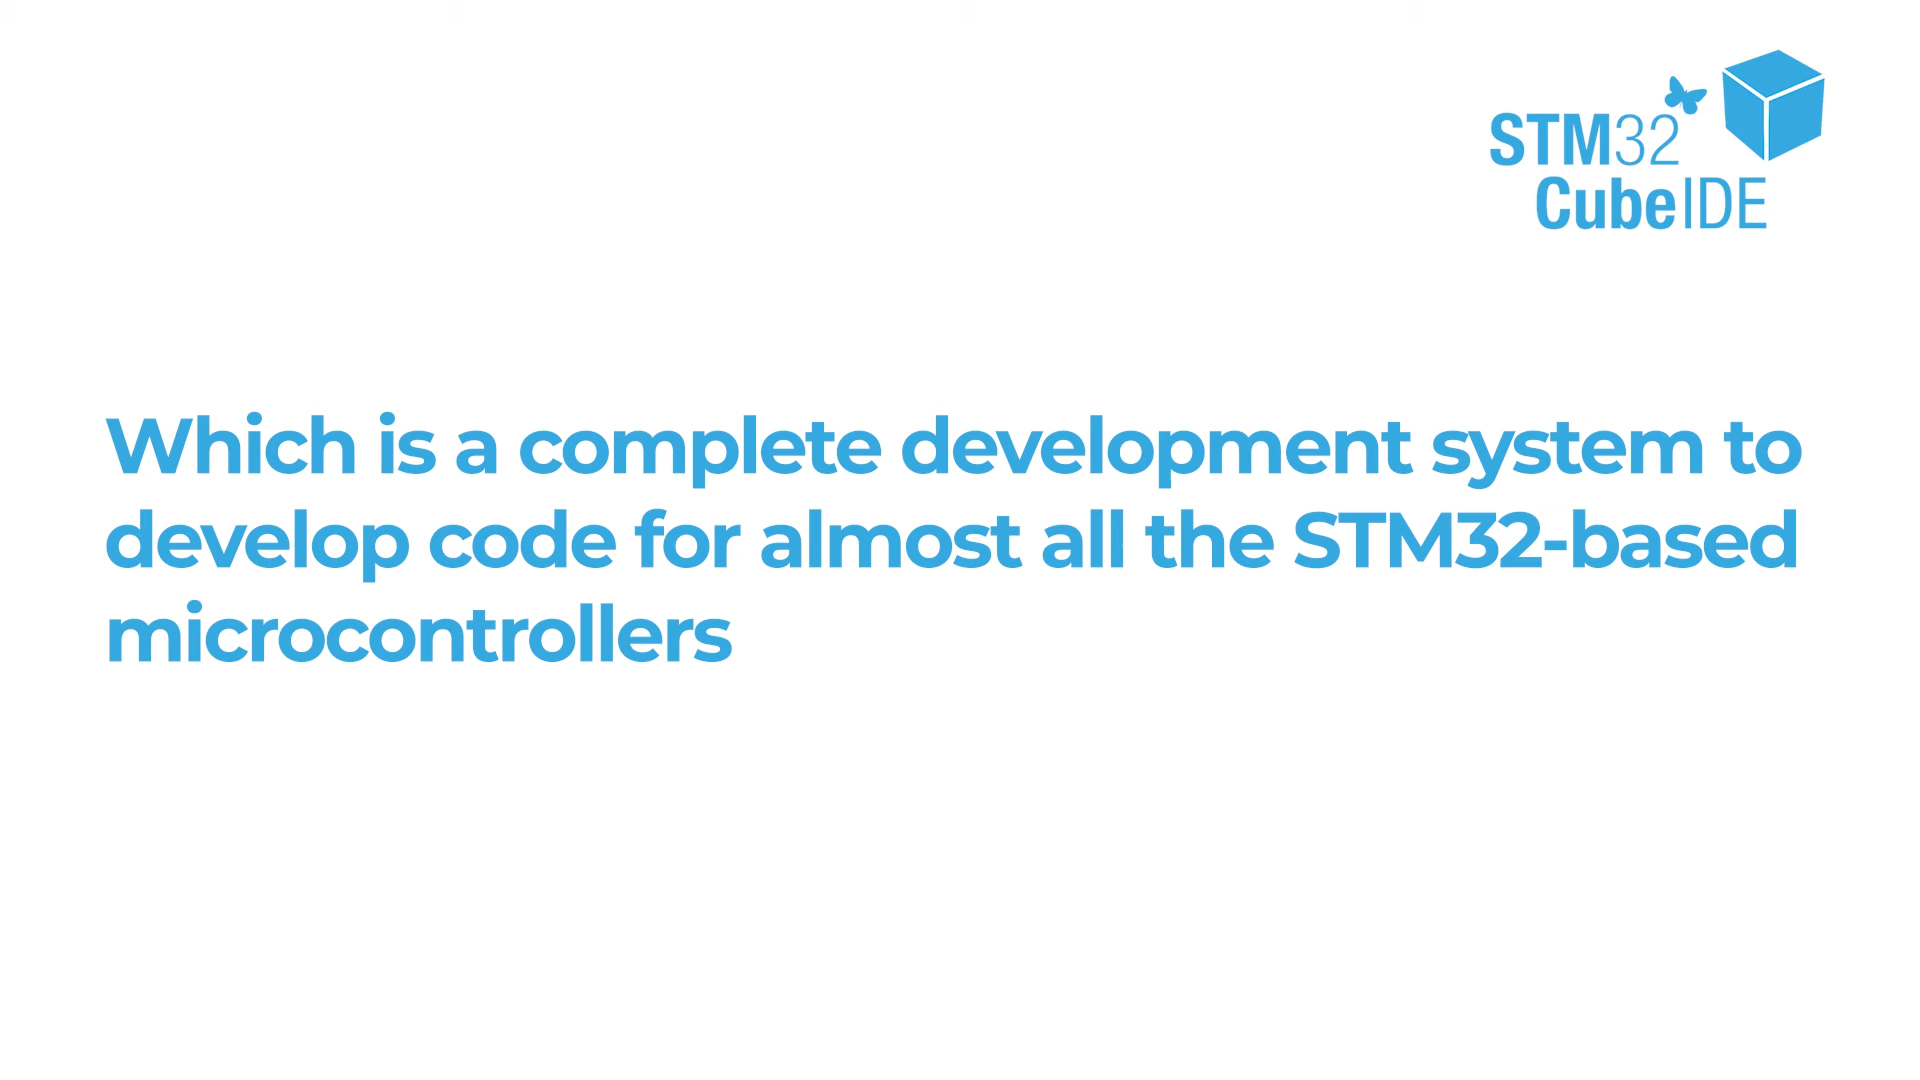 STM32
CubeIDE
Which is a complete development system to
develop code for almost all the STM32-based
microcontrollers